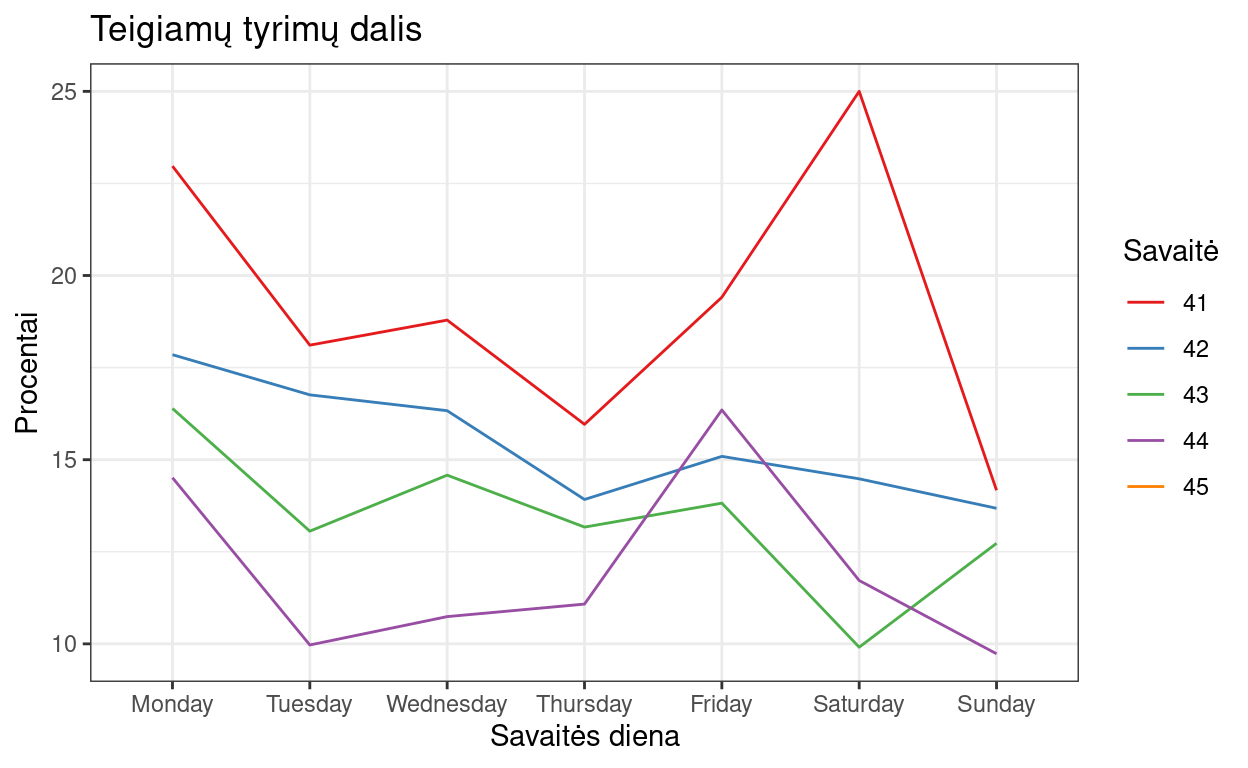 Teigiamų tyrimų dalis
25
20
15
10
Procentai
Monday Tuesday Wednesday Thursday Friday Saturday Sunday
Savaitės diena
Savaitė
41
42
43
44
45